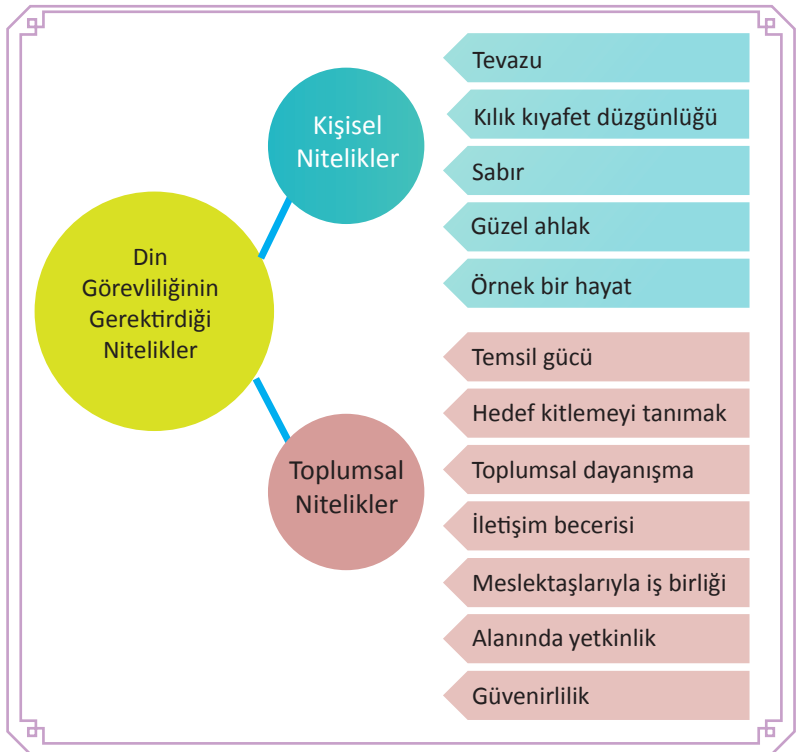 Din
Görevliliğinin
Gerektirdiği
Nitelikler
Kişisel
Nitelikler
Tevazu
Kılık kıyafet düzgünlüğü
Sabır
Güzel ahlak
Örnek bir hayat
Toplumsal
Nitelikler
Temsil gücü
Hedef kitlemeyi tanımak
Toplumsal dayanışma
İletişim becerisi
Meslektaşlarıyla iş birliği
Alanında yetkinlik
Güvenirlilik